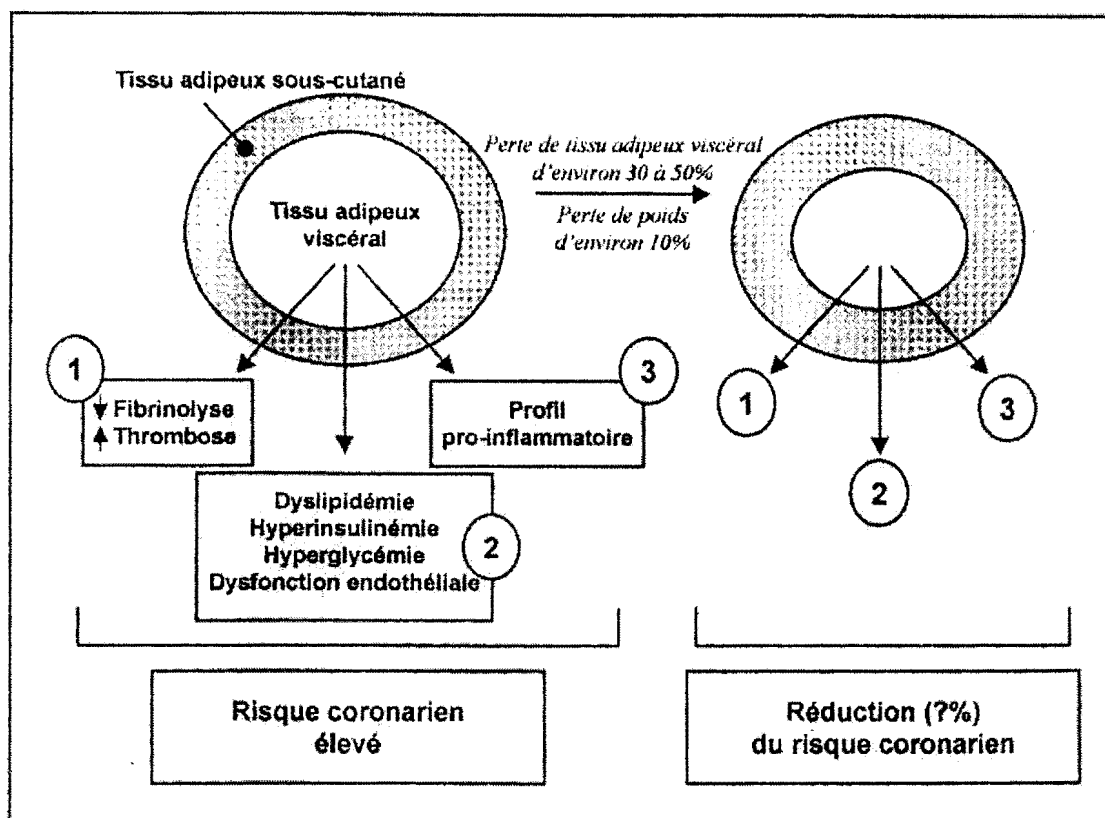 Tissu adipeux sous-cutané
Tissu adipeux
viscéral
Perte de tissu adipeux viscéral
d'environ 30 à 50%
Perte de poids
d'environ 10%
1
↓ Fibrinolyse
↑ Thrombose
3
Profil
pro-inflammatoire
Dyslipidémie
Hyperinsulinémie
Hyperglycémie
Dysfonction endothéliale
2
1
2
3
Risque coronarien
élevé
Réduction (?%)
du risque coronarien